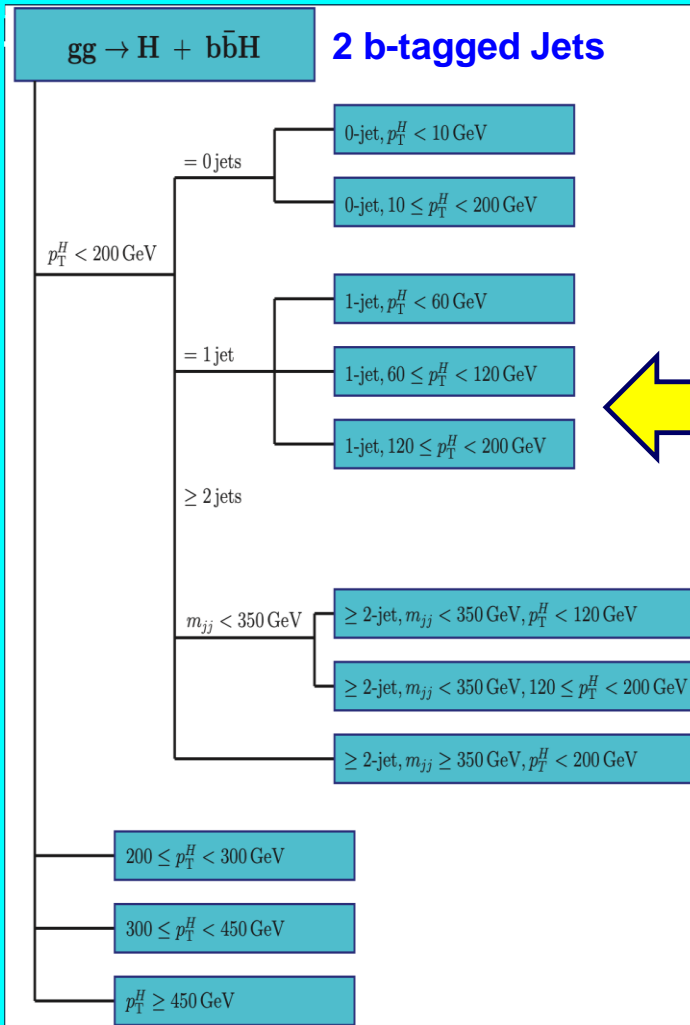 gg → H + bb̄H
2 b-tagged Jets
0-jet, p_T^H < 10 GeV
= 0 jets
0-jet, 10 ≤ p_T^H < 200 GeV
p_T^H < 200 GeV
1-jet, p_T^H < 60 GeV
= 1 jet
1-jet, 60 ≤ p_T^H < 120 GeV
1-jet, 120 ≤ p_T^H < 200 GeV
≥ 2 jets
m_jj < 350 GeV
≥ 2-jet, m_jj < 350 GeV, p_T^H < 120 GeV
≥ 2-jet, m_jj < 350 GeV, 120 ≤ p_T^H < 200 GeV
≥ 2-jet, m_jj ≥ 350 GeV, p_T^H < 200 GeV
200 ≤ p_T^H < 300 GeV
300 ≤ p_T^H < 450 GeV
p_T^H ≥ 450 GeV